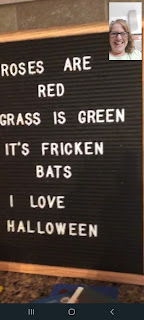 ROSES ARE
RED
GRASS IS GREEN
IT'S FRICKEN
BATS
I LOVE
HALLOWEEN